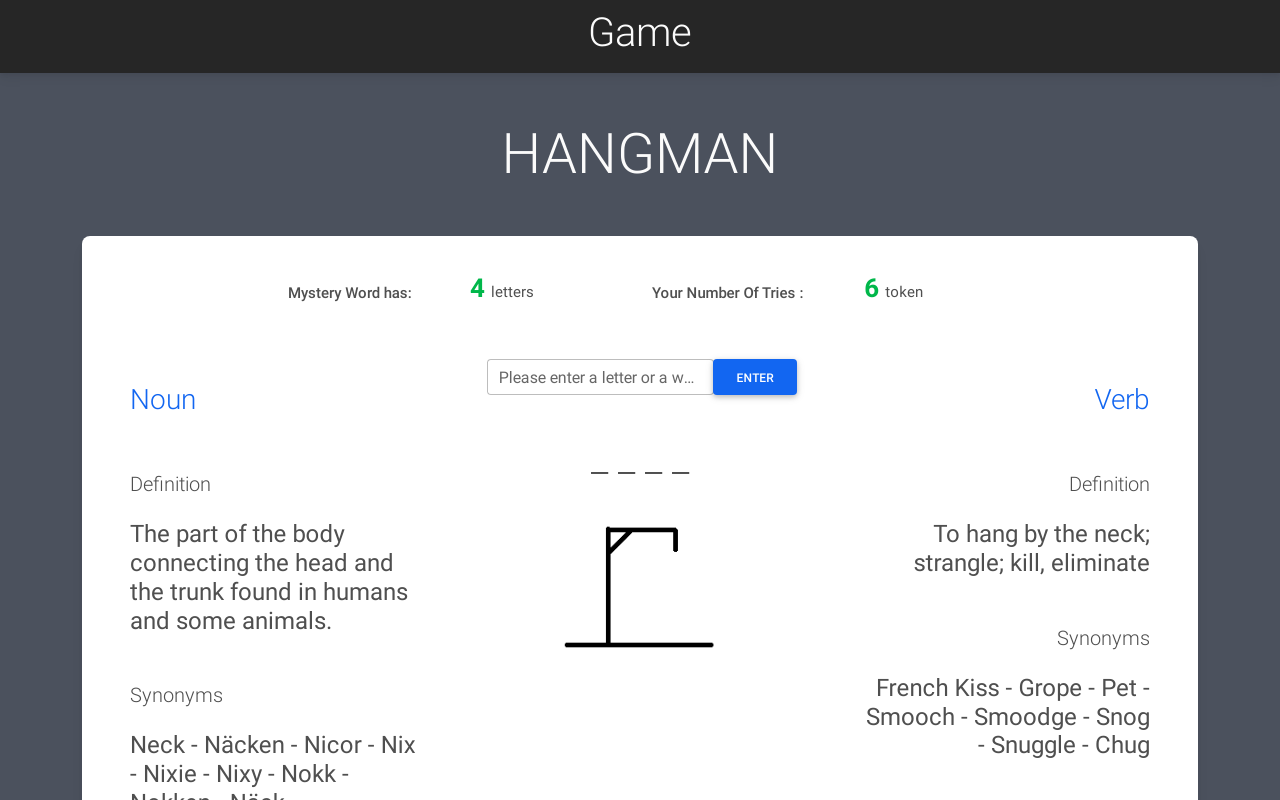 Game
HANGMAN
Mystery Word has:
4 letters
Your Number Of Tries :
6 token
Please enter a letter or a w...
ENTER
Noun
Definition
The part of the body
connecting the head and
the trunk found in humans
and some animals.
Synonyms
Neck - Näcken - Nicor - Nix
- Nixie - Nixy - Nokk -
Nokken - Näck
Verb
Definition
To hang by the neck;
strangle; kill, eliminate
Synonyms
French Kiss - Grope - Pet -
Smooch - Smoodge - Snog
- Snuggle - Chug